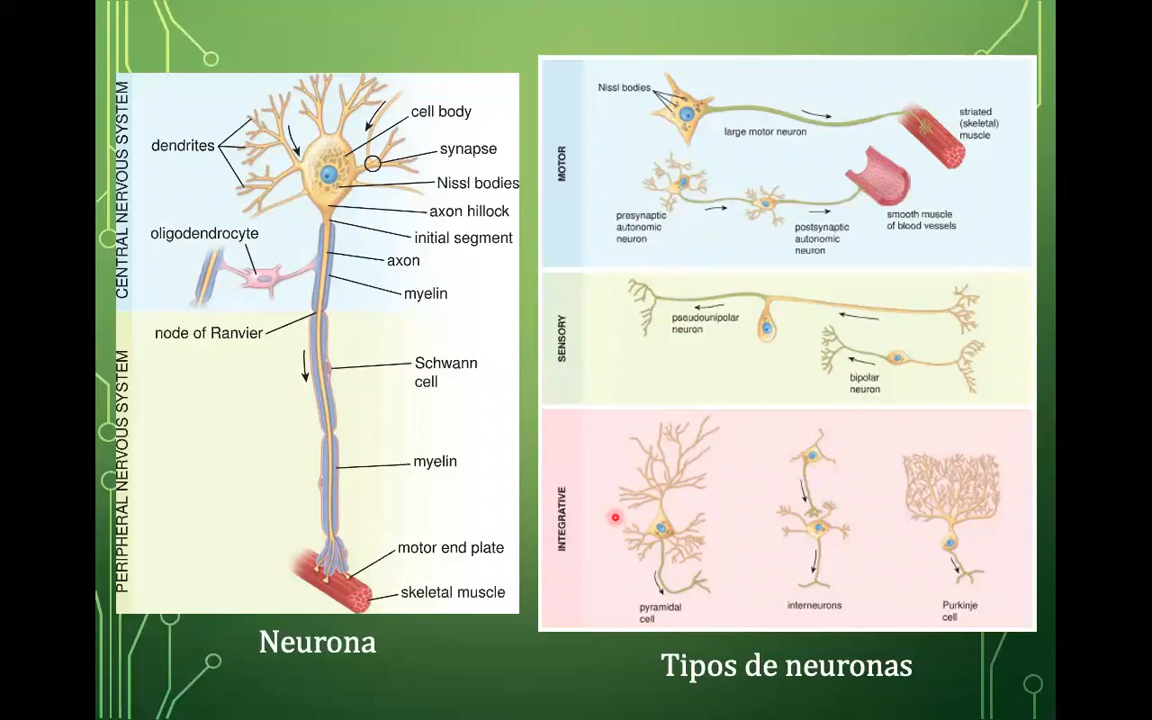 CENTRAL NERVOUS SYSTEM
PERIPHERAL NERVOUS SYSTEM
dendrites
oligodendrocyte
node of Ranvier
cell body
synapse
Nissl bodies
axon hillock
initial segment
axon
myelin
Schwann
cell
myelin
motor end plate
skeletal muscle
Neurona
MOTOR
Nissl bodies
large motor neuron
striated
(skeletal)
muscle
presynaptic
autonomic
neuron
postsynaptic
autonomic
neuron
smooth muscle
of blood vessels
SENSORY
pseudounipolar
neuron
bipolar
neuron
INTEGRATIVE
pyramidal
cell
interneurons
Purkinje
cell
Tipos de neuronas